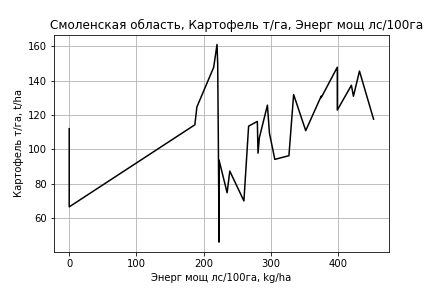 Смоленская область, Картофель т/га, Энерг мощ лс/100га
160
140
120
100
80
60
Картофель т/га, t/ha
0 100 200 300 400
Энерг мощ лс/100га, kg/ha